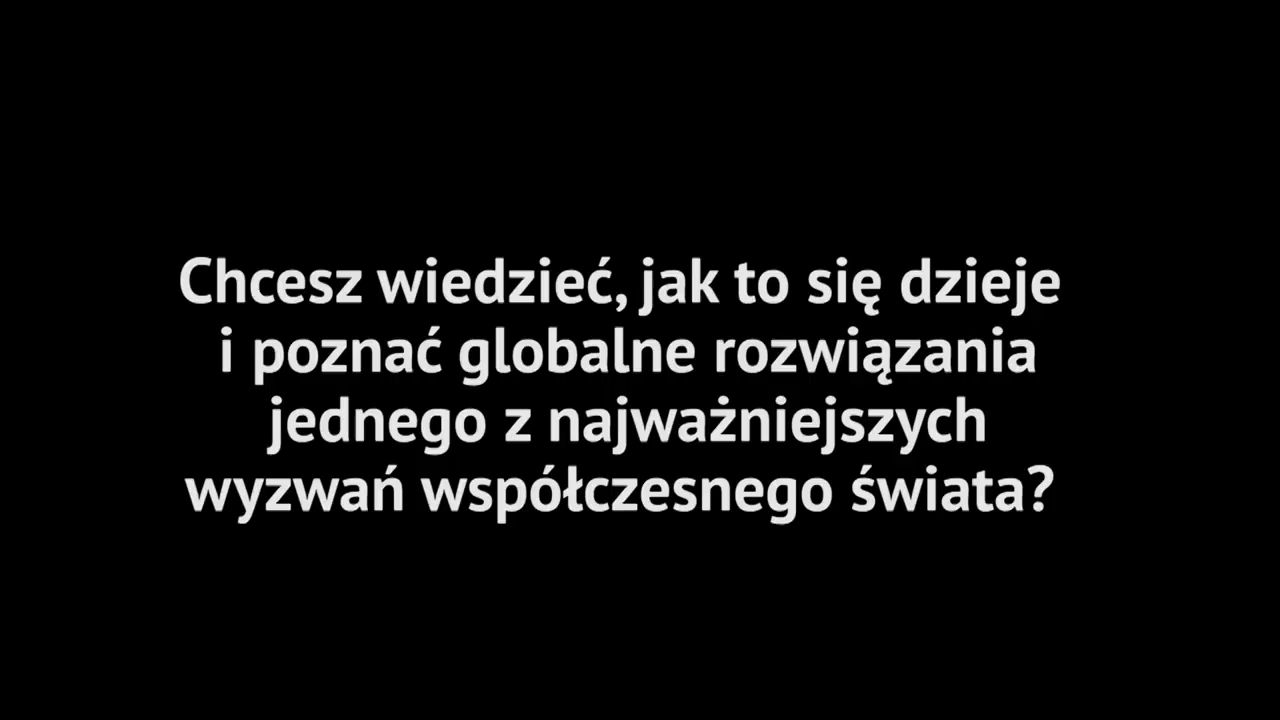 Chcesz wiedzieć, jak to się dzieje
i poznać globalne rozwiązania
jednego z najważniejszych
wyzwań współczesnego świata?